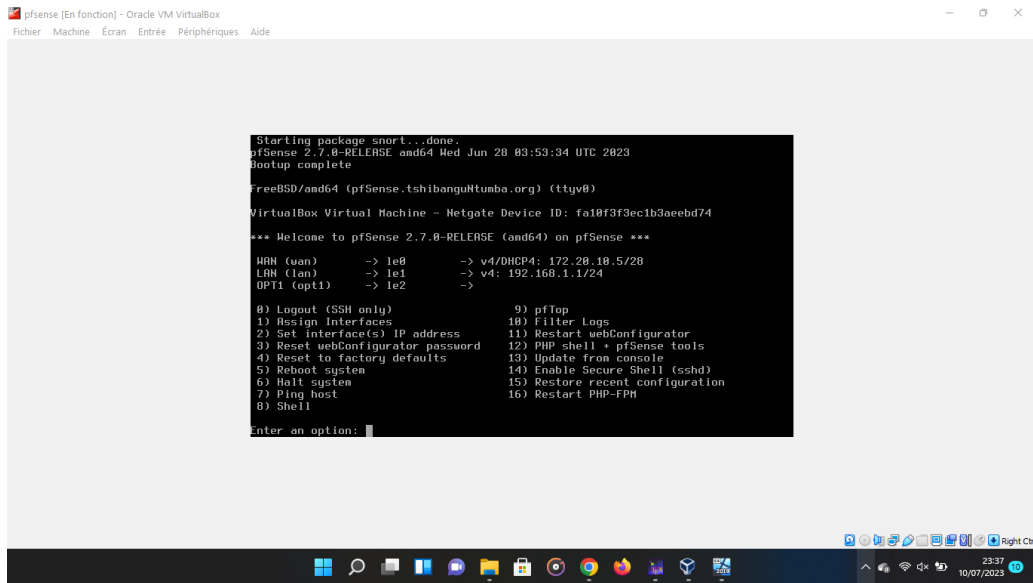 pfsense [En fonction] - Oracle VM VirtualBox
Fichier Machine Écran Entrée Périphériques Aide
Starting package snort...done.
pfSense 2.7.0-RELEASE amd64 Wed Jun 28 03:53:34 UTC 2023
Bootup complete
FreeBSD/amd64 (pfSense.tshibanguNtumba.org) (ttyv0)
VirtualBox Virtual Machine - Netgate Device ID: fa10f3f3ec1b3aeebd74
*** Welcome to pfSense 2.7.0-RELEASE (amd64) on pfSense ***
WAN (wan) -> le0 -> v4/DHCP4: 172.20.10.5/28
LAN (lan) -> le1 -> v4: 192.168.1.1/24
OPT1 (opt1) -> le2 ->
0) Logout (SSH only) 9) pfTop
1) Assign Interfaces 10) Filter Logs
2) Set interface(s) IP address 11) Restart webConfigurator
3) Reset webConfigurator password 12) PHP shell + pfSense tools
4) Reset to factory defaults 13) Update from console
5) Reboot system 14) Enable Secure Shell (sshd)
6) Halt system 15) Restore recent configuration
7) Ping host 16) Restart PHP-FPM
8) Shell
Enter an option:
Right Ct
2019
23:37
10/07/2023
10